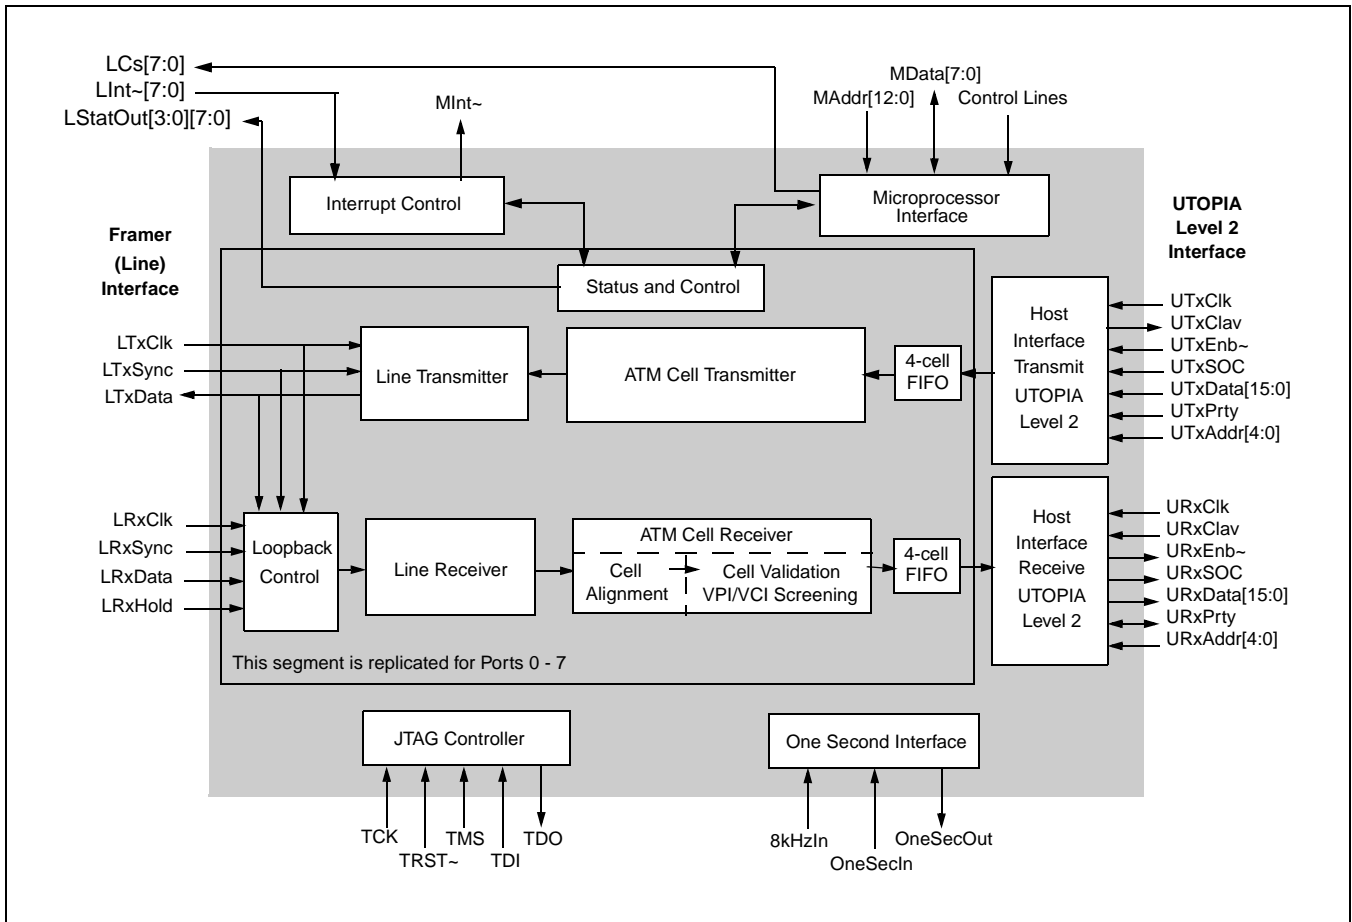 LCs[7:0]
LInt~[7:0]
LStatOut[3:0][7:0]
MInt~
MData[7:0]
MAddr[12:0]
Control Lines
Interrupt Control
Microprocessor
Interface
Framer
(Line)
Interface
UTOPIA
Level 2
Interface
Status and Control
LTxClk
LTxSync
LTxData
Line Transmitter
ATM Cell Transmitter
4-cell
FIFO
Host
Interface
Transmit
UTOPIA
Level 2
UTxClk
UTxClav
UTxEnb~
UTxSOC
UTxData[15:0]
UTxPrty
UTxAddr[4:0]
LRxClk
LRxSync
LRxData
LRxHold
Loopback
Control
Line Receiver
ATM Cell Receiver
Cell
Alignment
Cell Validation
VPI/VCI Screening
4-cell
FIFO
Host
Interface
Receive
UTOPIA
Level 2
URxClk
URxClav
URxEnb~
URxSOC
URxData[15:0]
URxPrty
URxAddr[4:0]
This segment is replicated for Ports 0 - 7
JTAG Controller
TCK
TRST~
TMS
TDI
TDO
One Second Interface
8kHzIn
OneSecIn
OneSecOut